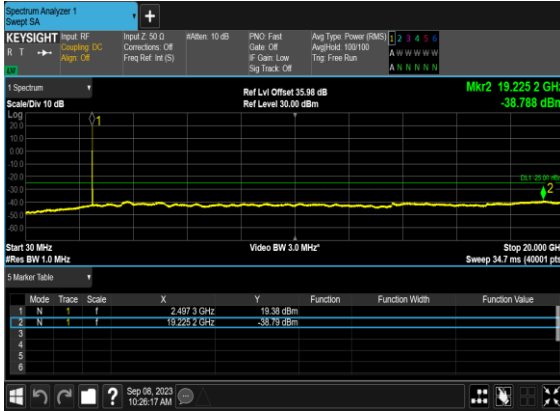 Spectrum Analyzer 1
Swept SA
+
KEYSIGHT
R T
Input: RF
Coupling: DC
Align: Off
Input Z: 50 Ω
Corrections: Off
Freq Ref: Int (S)
#Atten: 10 dB
PNO: Fast
Gate: Off
IF Gain: Low
Sig Track: Off
Avg Type: Power (RMS)
Avg|Hold: 100/100
Trig: Free Run
1 2 3 4 5 6
A W W W W W
A N N N N N
1 Spectrum
Scale/Div 10 dB
Ref Lvl Offset 35.98 dB
Ref Level 30.00 dBm
Mkr2 19.225 2 GHz
-38.788 dBm
Log
20.0
10.0
0.00
-10.0
-20.0
-30.0
-40.0
-50.0
-60.0
1
2
Start 30 MHz
#Res BW 1.0 MHz
Video BW 3.0 MHz*
Stop 20.000 GH
Sweep 34.7 ms (40001 pts
5 Marker Table
Mode Trace Scale X Y Function Function Width Function Value
1 N 1 f 2.497 3 GHz 19.38 dBm
2 N 1 f 19.225 2 GHz -38.79 dBm
3
4
5
6
?
Sep 08, 2023
10:26:17 AM